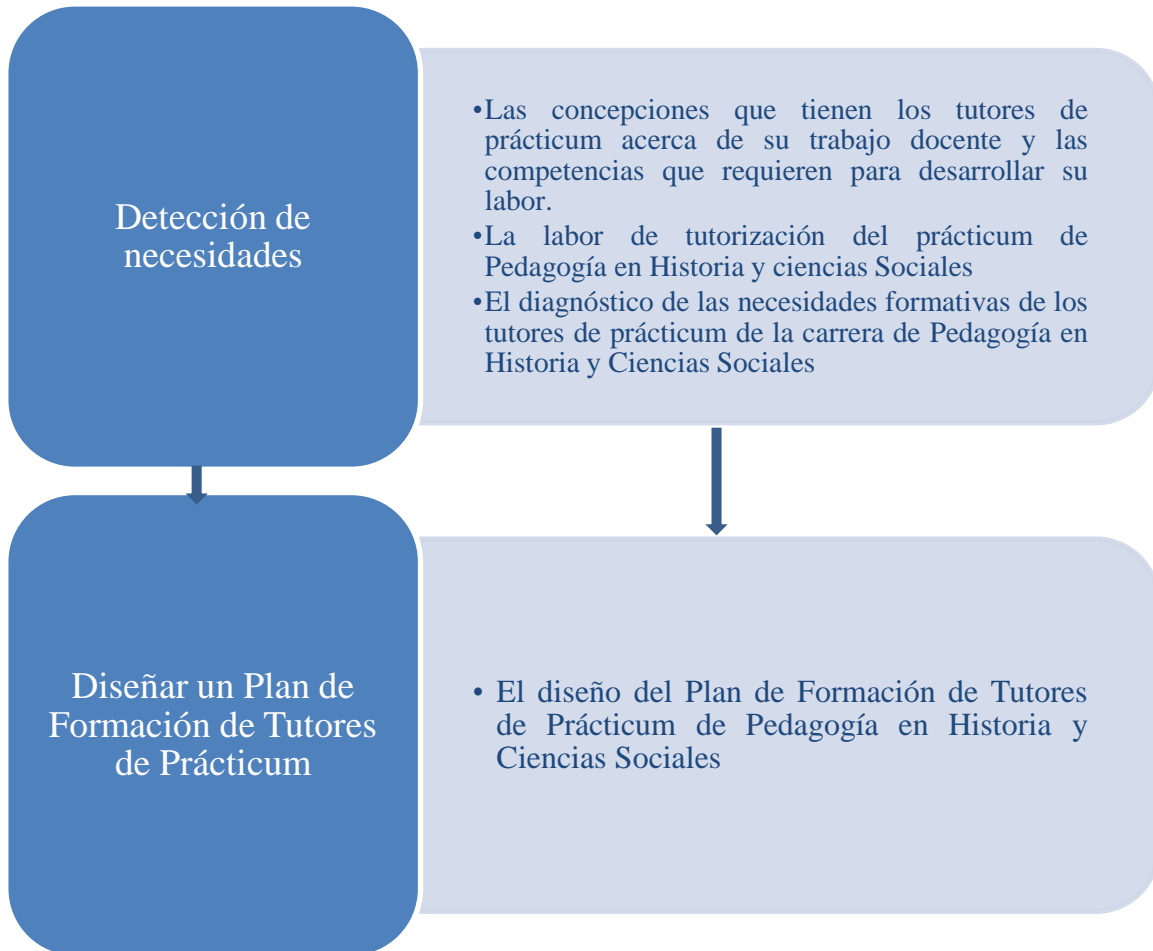 Detección de
necesidades
•Las concepciones que tienen los tutores de
prácticum acerca de su trabajo docente y las
competencias que requieren para desarrollar su
labor.
•La labor de tutorización del prácticum de
Pedagogía en Historia y ciencias Sociales
•El diagnóstico de las necesidades formativas de los
tutores de prácticum de la carrera de Pedagogía en
Historia y Ciencias Sociales
Diseñar un Plan de
Formación de Tutores
de Prácticum
• El diseño del Plan de Formación de Tutores
de Prácticum de Pedagogía en Historia y
Ciencias Sociales